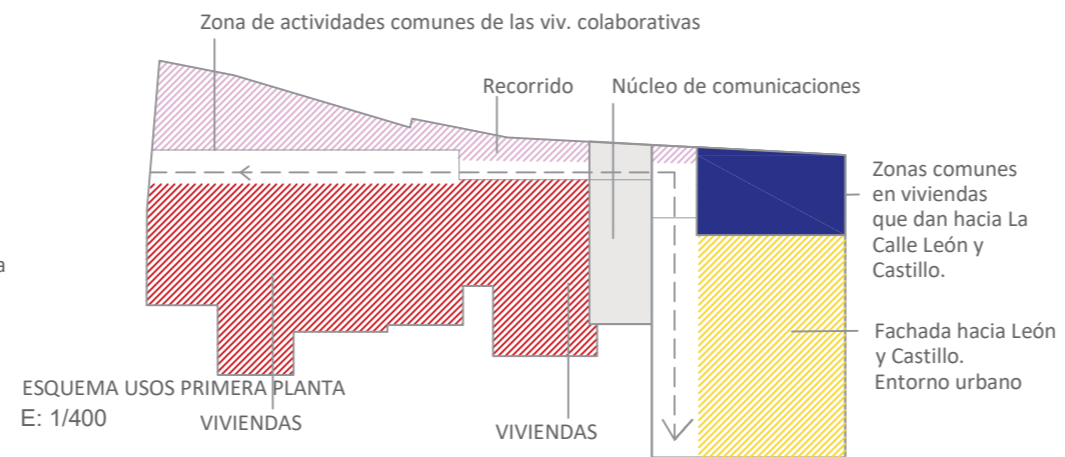 Zona de actividades comunes de las viv. colaborativas
Recorrido
Núcleo de comunicaciones
Zonas comunes
en viviendas
que dan hacia La
Calle León y
Castillo.
a
Fachada hacia León
y Castillo.
Entorno urbano
ESQUEMA USOS PRIMERA PLANTA
E: 1/400
VIVIENDAS
VIVIENDAS